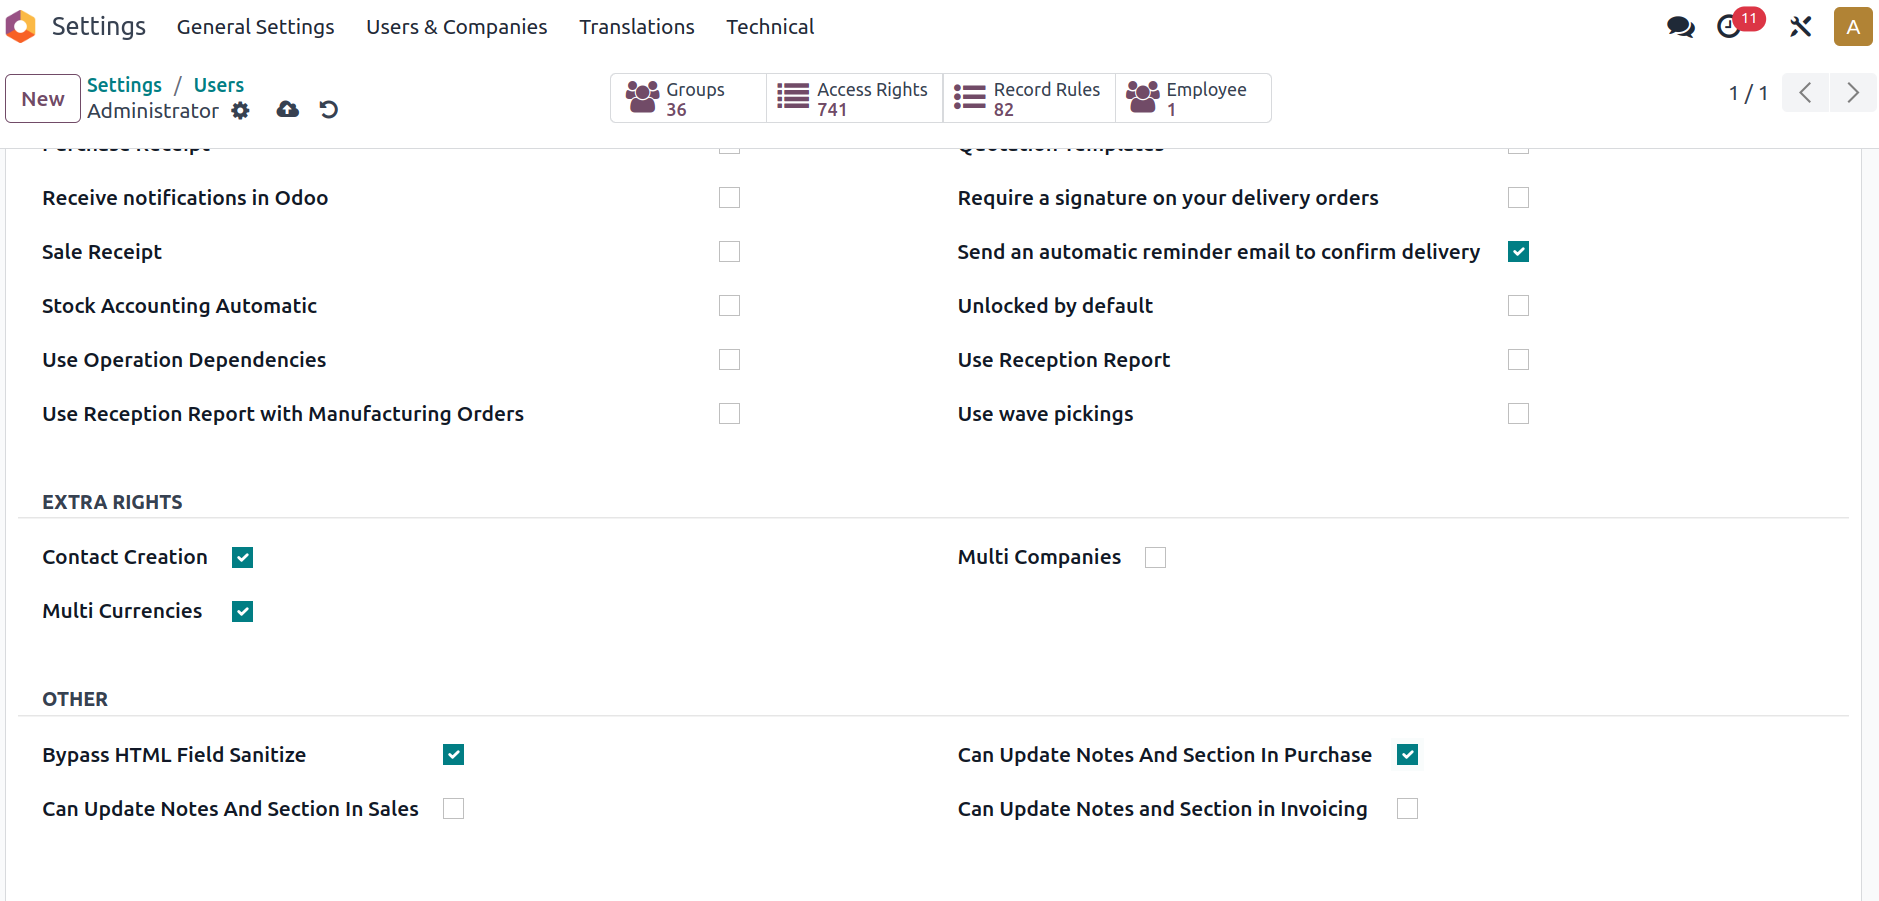 Settings General Settings Users & Companies Translations Technical 11 A
New Settings / Users Groups 36 Access Rights 741 Record Rules 82 Employee 1 1 / 1
Administrator
Purchase Receipt Quotation Templates
Receive notifications in Odoo Require a signature on your delivery orders
Sale Receipt Send an automatic reminder email to confirm delivery
Stock Accounting Automatic Unlocked by default
Use Operation Dependencies Use Reception Report
Use Reception Report with Manufacturing Orders Use wave pickings
EXTRA RIGHTS
Contact Creation Multi Companies
Multi Currencies
OTHER
Bypass HTML Field Sanitize Can Update Notes And Section In Purchase
Can Update Notes And Section In Sales Can Update Notes and Section in Invoicing